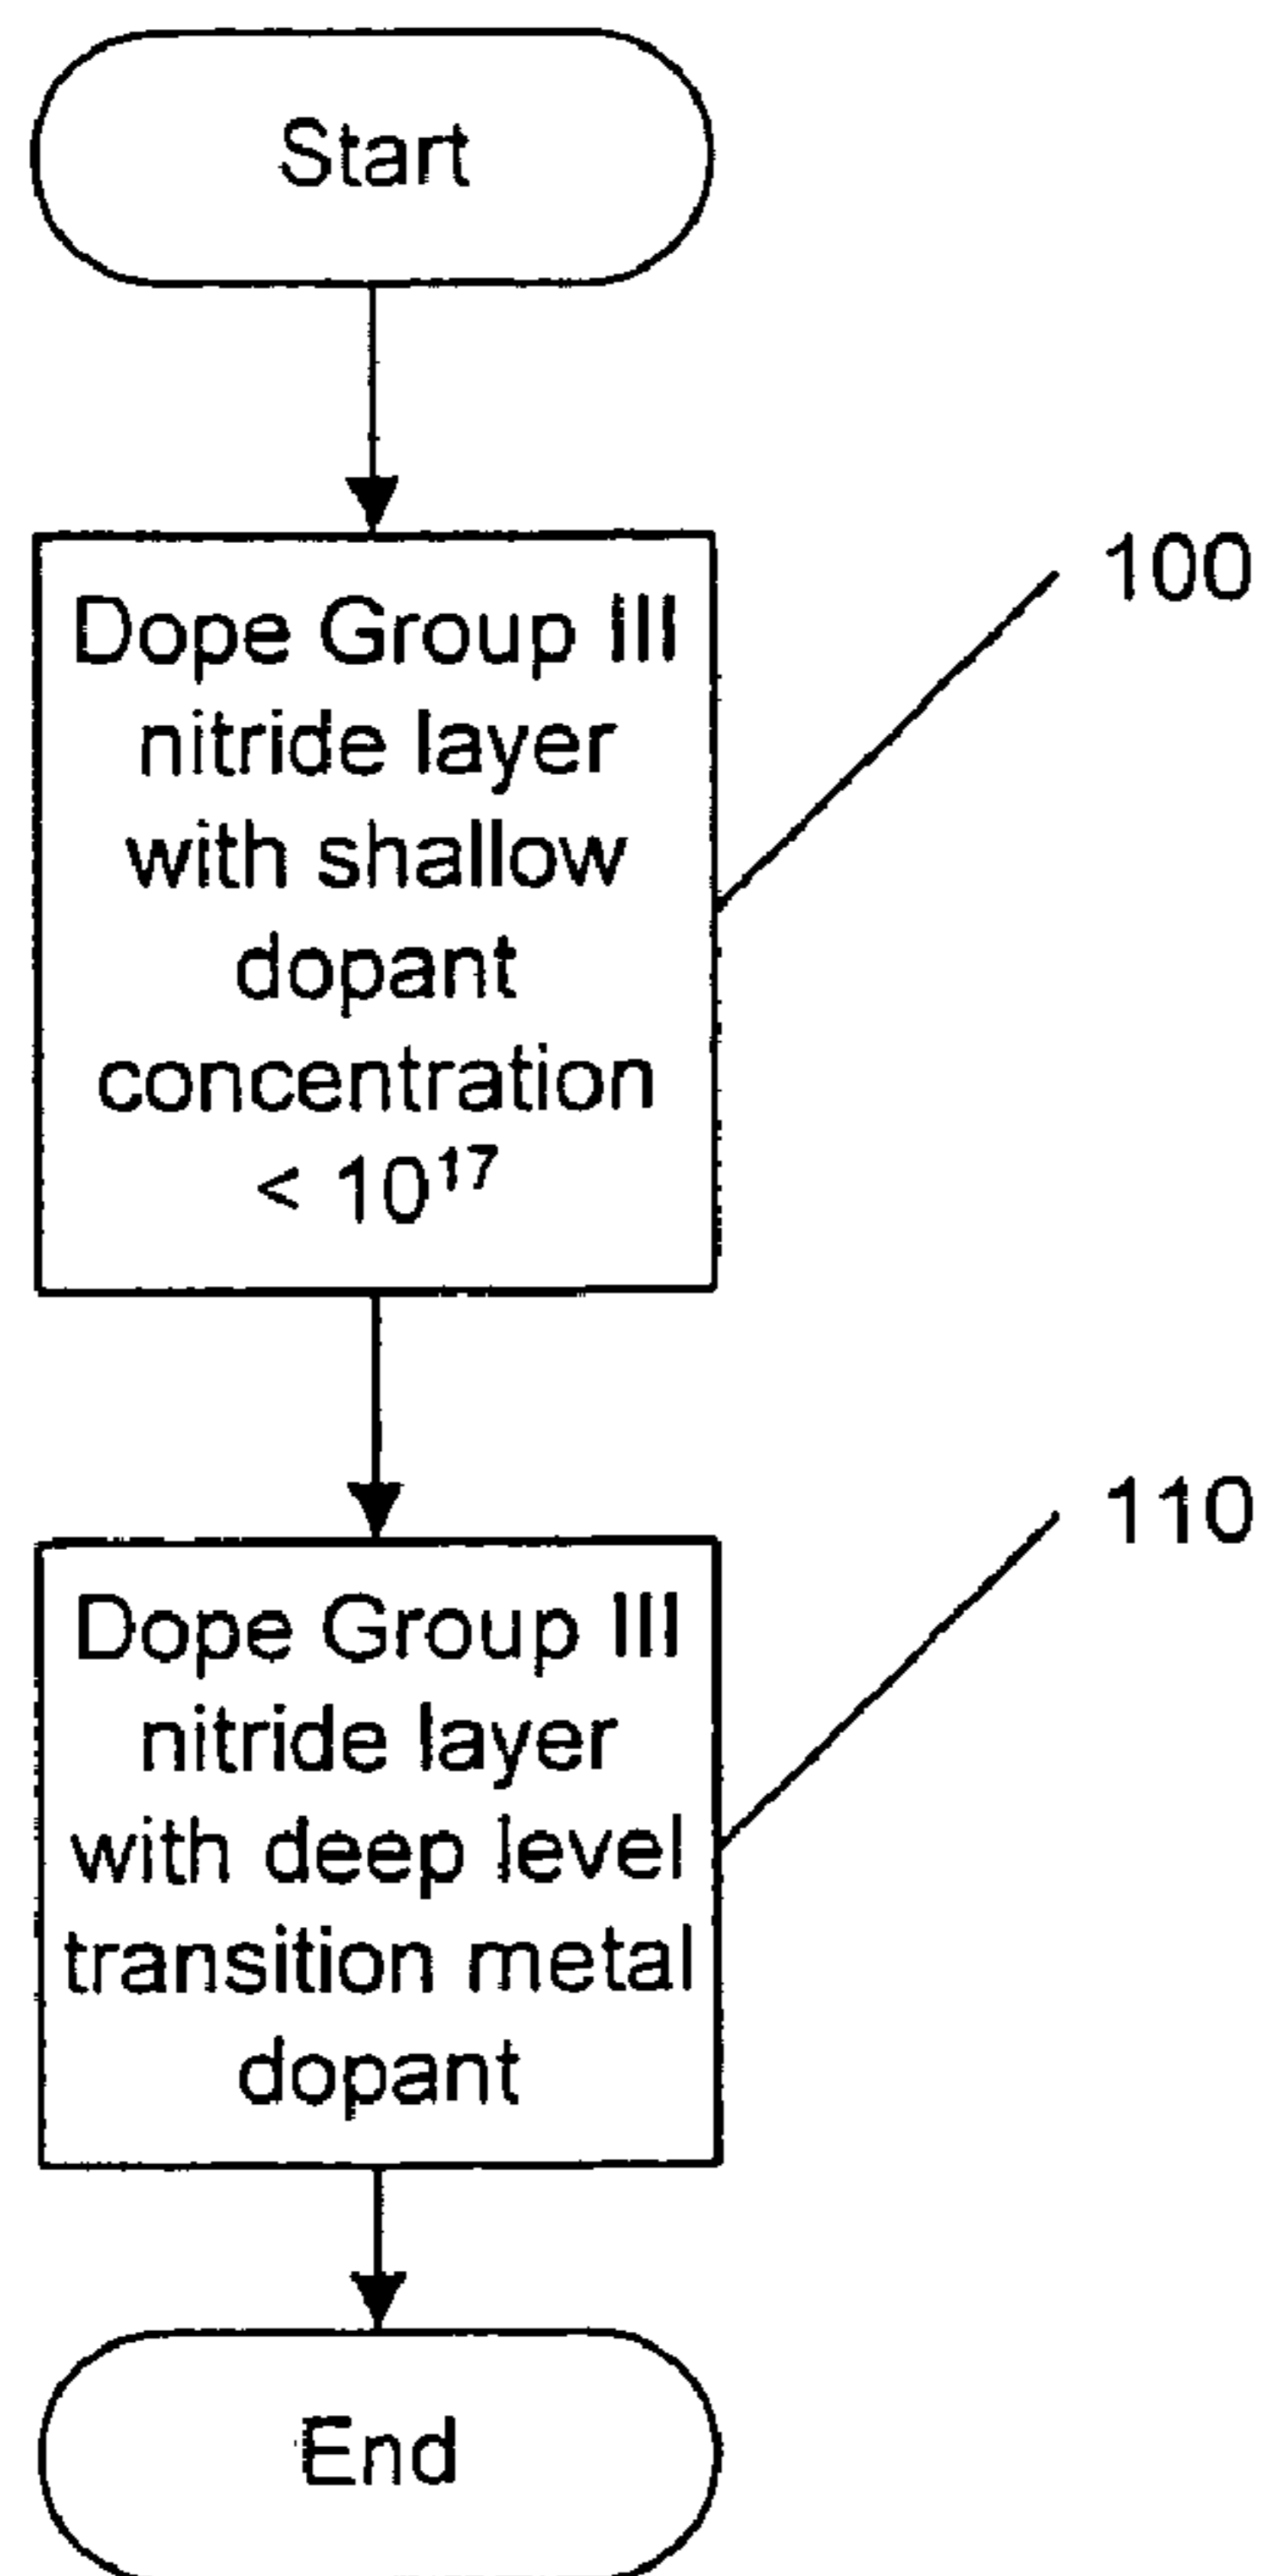 Start
Dope Group III
nitride layer
with shallow
dopant
concentration
< 10¹⁷
100
Dope Group III
nitride layer
with deep level
transition metal
dopant
110
End